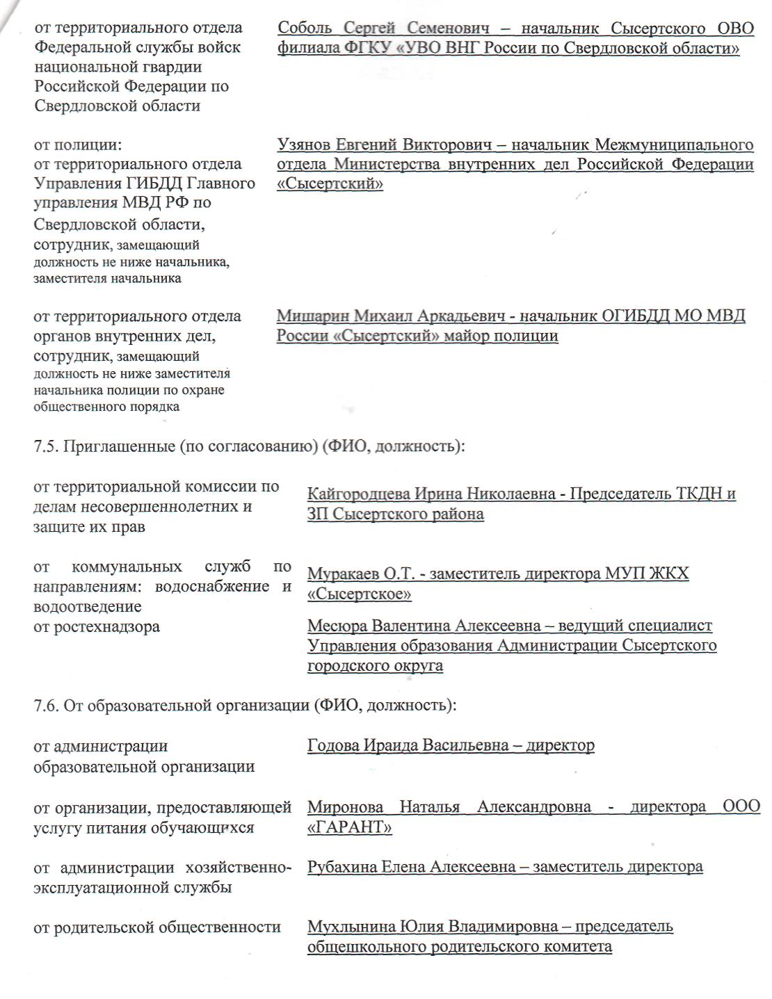 от территориального отдела
Федеральной службы войск
национальной гвардии
Российской Федерации по
Свердловской области
Соболь Сергей Семенович – начальник Сысертского ОВО
филиала ФГКУ «УВО ВНГ России по Свердловской области»
от полиции:
от территориального отдела
Управления ГИБДД Главного
управления МВД РФ по
Свердловской области,
сотрудник, замещающий
должность не ниже начальника,
заместителя начальника
Узянов Евгений Викторович – начальник Межмуниципального
отдела Министерства внутренних дел Российской Федерации
«Сысертский»
от территориального отдела
органов внутренних дел,
сотрудник, замещающий
должность не ниже заместителя
начальника полиции по охране
общественного порядка
Мишарин Михаил Аркадьевич - начальник ОГИБДД МО МВД
России «Сысертский» майор полиции
7.5. Приглашенные (по согласованию) (ФИО, должность):
от территориальной комиссии по
делам несовершеннолетних и
защите их прав
Кайгородцева Ирина Николаевна - Председатель ТКДН и
ЗП Сысертского района
от коммунальных служб по
направлениям: водоснабжение и
водоотведение
Муракаев О.Т. - заместитель директора МУП ЖКХ
«Сысертское»
от ростехнадзора
Месюра Валентина Алексеевна – ведущий специалист
Управления образования Администрации Сысертского
городского округа
7.6. От образовательной организации (ФИО, должность):
от администрации
образовательной организации
Годова Ираида Васильевна – директор
от организации, предоставляющей
услугу питания обучающихся
Миронова Наталья Александровна - директора ООО
«ГАРАНТ»
от администрации хозяйственно-
эксплуатационной службы
Рубахина Елена Алексеевна – заместитель директора
от родительской общественности
Мухлынина Юлия Владимировна – председатель
общешкольного родительского комитета